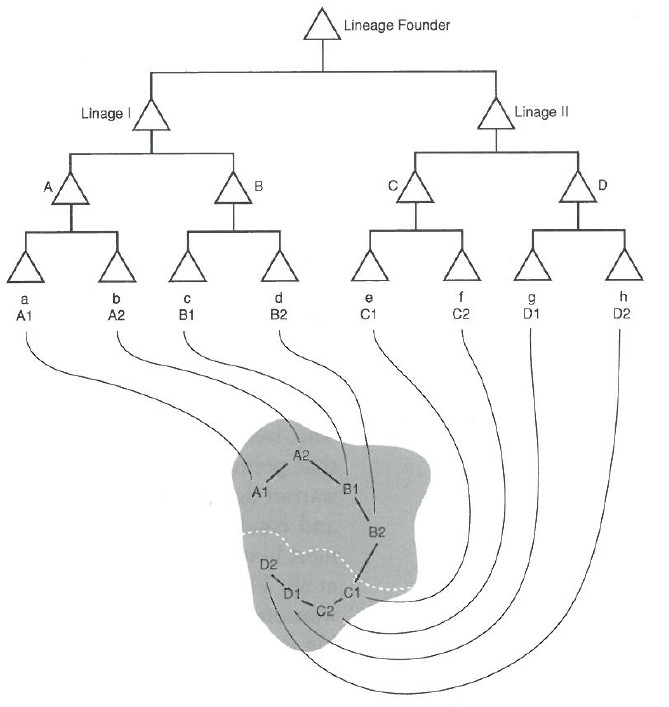 Lineage Founder
Linage I
Linage II
A
B
C
D
a
A1
b
A2
c
B1
d
B2
e
C1
f
C2
g
D1
h
D2
A2
A1
B1
B2
D2
D1
C1
C2